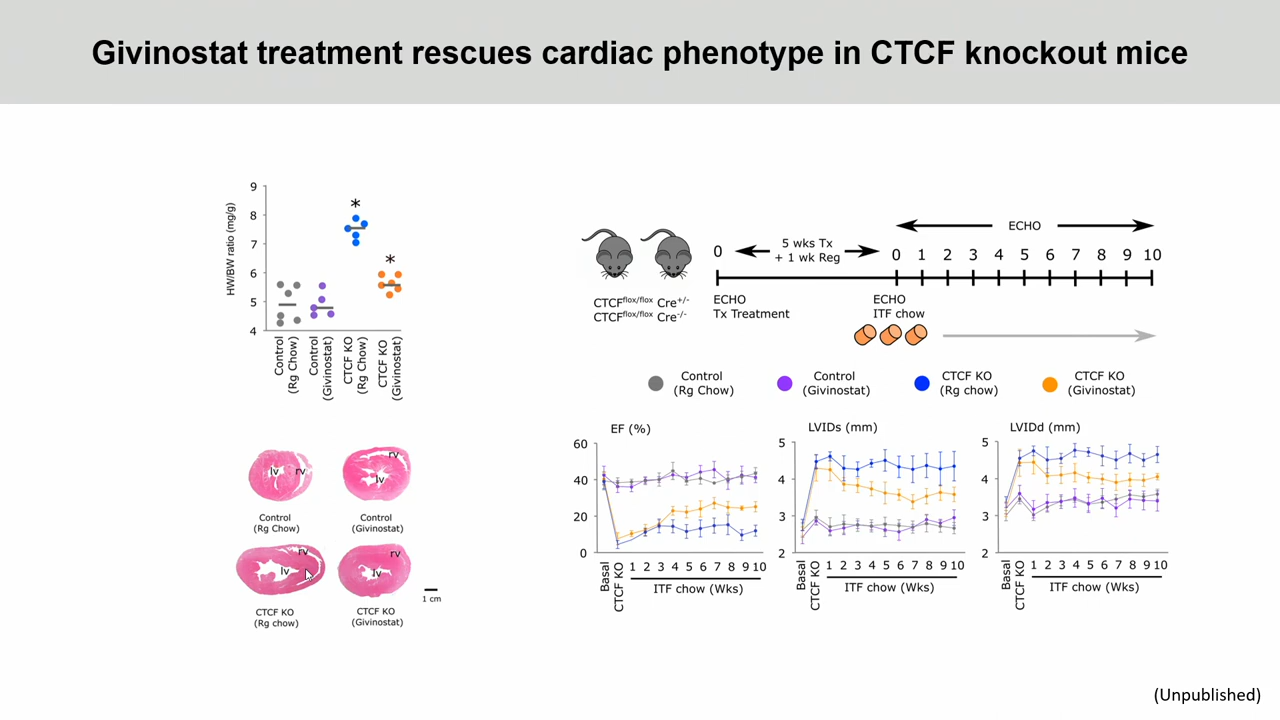 Givinostat treatment rescues cardiac phenotype in CTCF knockout mice
HW/BW ratio (mg/g)
9
8
7
6
5
4
*
*
Control
(Rg Chow)
Control
(Givinostat)
CTCF KO
(Rg Chow)
CTCF KO
(Givinostat)
lv
rv
Control
(Rg Chow)
rv
lv
Control
(Givinostat)
rv
lv
CTCF KO
(Rg chow)
rv
lv
CTCF KO
(Givinostat)
1 cm
CTCFflox/flox Cre+/-
CTCFflox/flox Cre-/-
0
5 wks Tx
+ 1 wk Reg
ECHO
0 1 2 3 4 5 6 7 8 9 10
ECHO
Tx Treatment
ECHO
ITF chow
Control
(Rg Chow)
Control
(Givinostat)
CTCF KO
(Rg chow)
CTCF KO
(Givinostat)
EF (%)
60
40
20
0
Basal
CTCF KO
1 2 3 4 5 6 7 8 9 10
ITF chow (Wks)
LVIDs (mm)
5
4
3
2
Basal
CTCF KO
1 2 3 4 5 6 7 8 9 10
ITF chow (Wks)
LVIDd (mm)
5
4
3
2
Basal
CTCF KO
1 2 3 4 5 6 7 8 9 10
ITF chow (Wks)
(Unpublished)